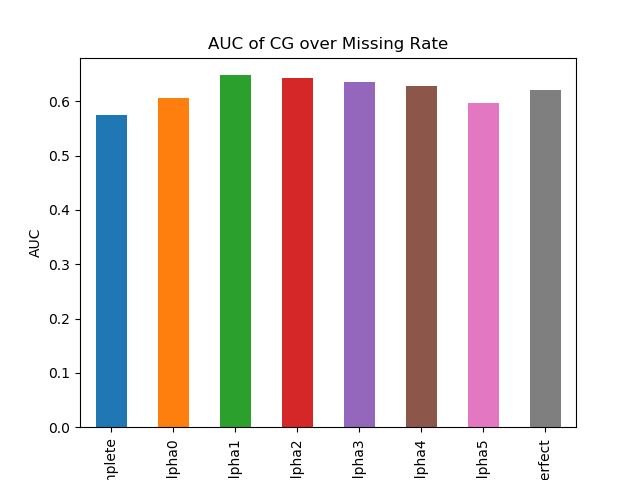 AUC of CG over Missing Rate
AUC
0.6
0.5
0.4
0.3
0.2
0.1
0.0
nplete
lpha0
lpha1
lpha2
lpha3
lpha4
lpha5
erfect